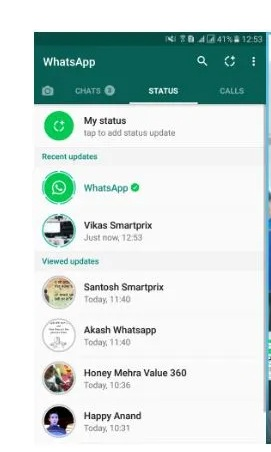 41% 12:53
WhatsApp
CHATS 3 STATUS CALLS
My status
tap to add status update
Recent updates
WhatsApp
Vikas Smartprix
Just now, 12:53
Viewed updates
Santosh Smartprix
Today, 11:40
Akash Whatsapp
Today, 11:40
Honey Mehra Value 360
Today, 10:36
Happy Anand
Today, 10:31